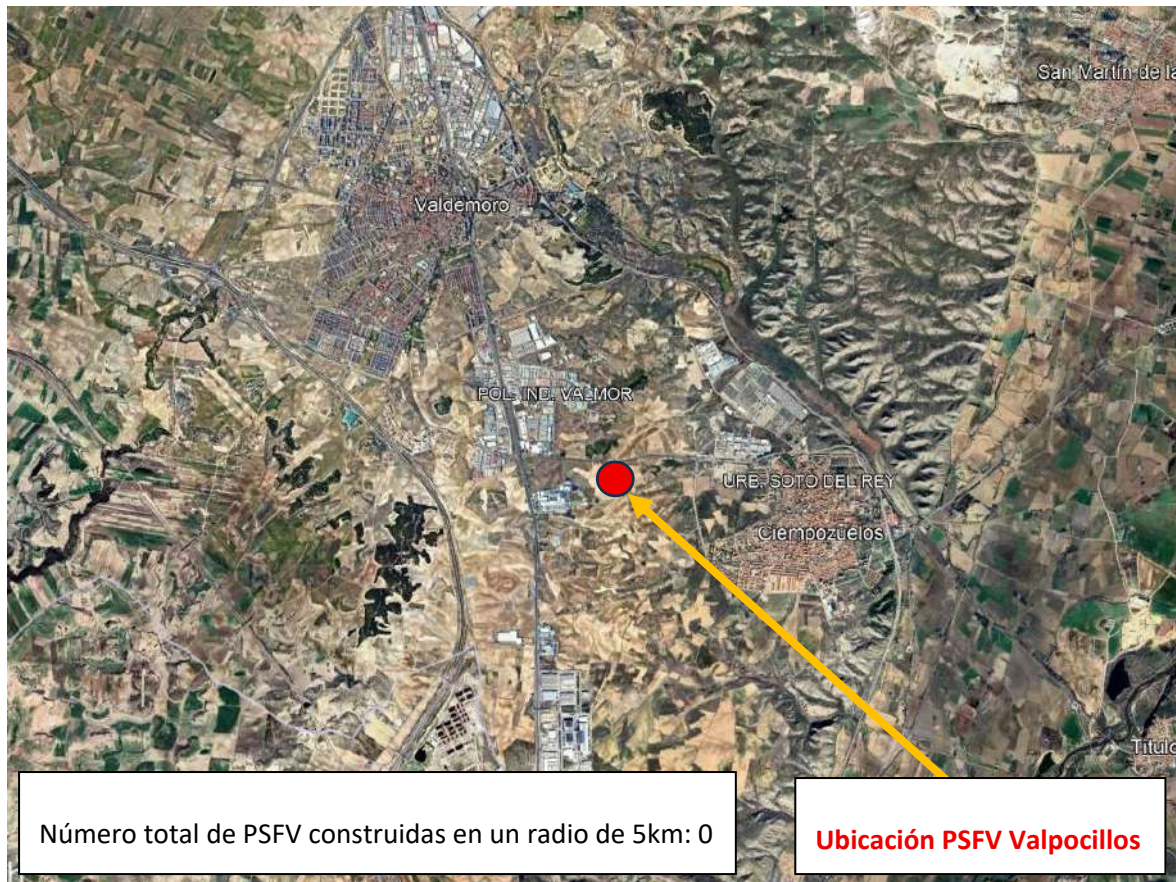 San Martín de la
Valdemoro
POL. IND. VALMOR
URB. SOTO DEL REY
Ciempozuelos
Titulc
Número total de PSFV construidas en un radio de 5km: 0
Ubicación PSFV Valpocillos